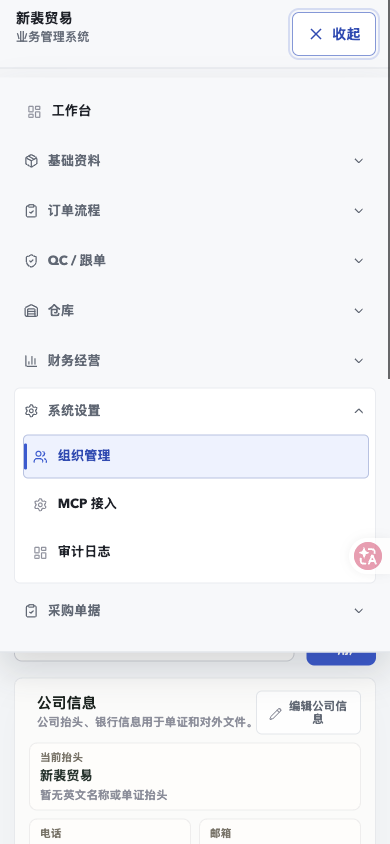 新裴贸易
业务管理系统
收起
工作台
基础资料
订单流程
QC / 跟单
仓库
财务经营
系统设置
组织管理
MCP 接入
审计日志
采购单据
公司信息
公司抬头、银行信息用于单证和对外文件。
编辑公司信
息
当前抬头
新裴贸易
暂无英文名称或单证抬头
电话
邮箱